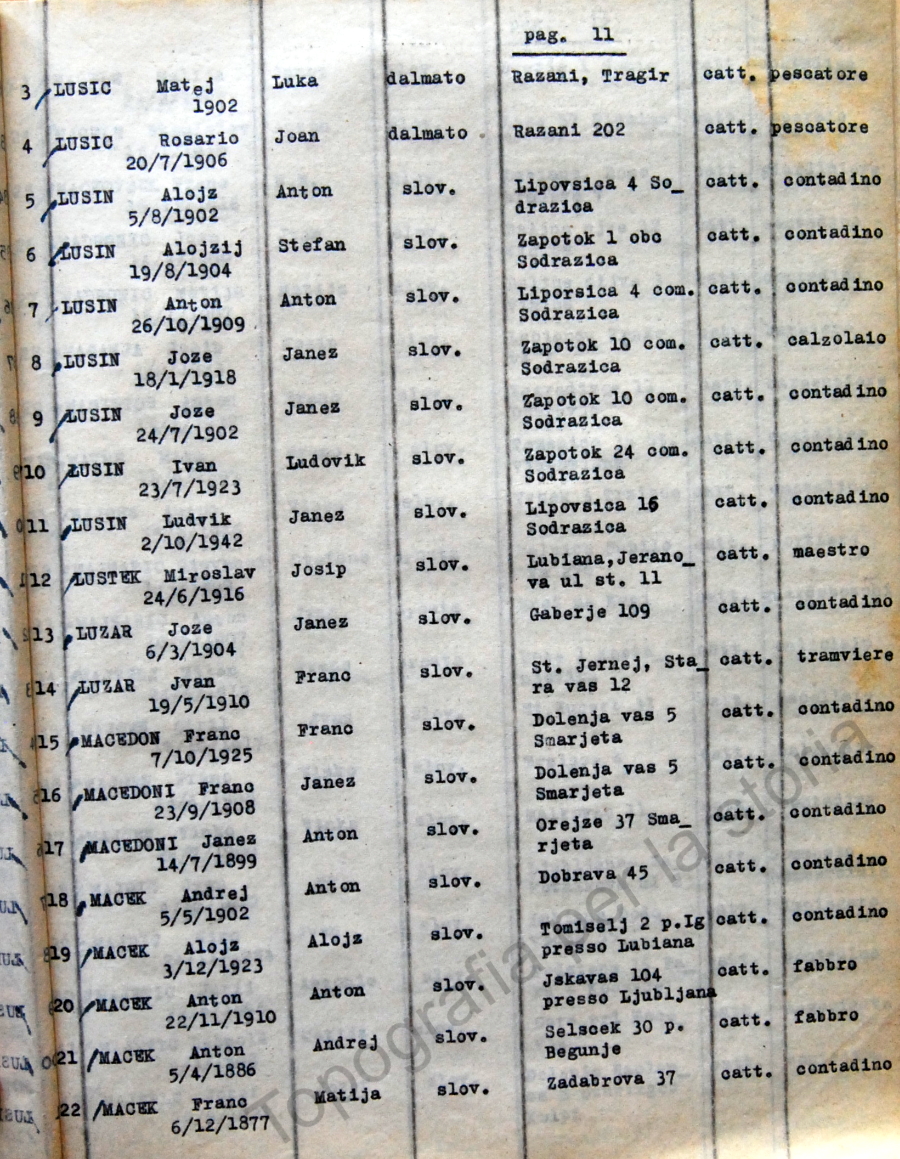 pag. 11
3 LUSIC Matej Luka dalmato Razani, Tragir catt. pescatore
1902
4 LUSIC Rosario Joan dalmato Razani 202 catt. pescatore
20/7/1906
5 LUSIN Alojz Anton slov. Lipovsica 4 So_ catt. contadino
5/8/1902 drazica
6 LUSIN Alojzij Stefan slov. Zapotok 1 obc catt. contadino
19/8/1904 Sodrazica
7 LUSIN Anton Anton slov. Liporsica 4 com. catt. contadino
26/10/1909 Sodrazica
8 LUSIN Joze Janez slov. Zapotok 10 com. catt. calzolaio
18/1/1918 Sodrazica
9 LUSIN Joze Janez slov. Zapotok 10 com. catt. contadino
24/7/1902 Sodrazica
10 LUSIN Ivan Ludovik slov. Zapotok 24 com. catt. contadino
23/7/1923 Sodrazica
11 LUSIN Ludvik Janez slov. Lipovsica 16 catt. contadino
2/10/1942 Sodrazica
12 LUSTEK Miroslav Josip slov. Lubiana,Jerano_ catt. maestro
24/6/1916 va ul st. 11
13 LUZAR Joze Janez slov. Gaberje 109 catt. contadino
6/3/1904
14 LUZAR Jvan Franc slov. St. Jernej, Sta_ catt. tramviere
19/5/1910 ra vas 12
15 MACEDON Franc Franc slov. Dolenja vas 5 catt. contadino
7/10/1925 Smarjeta
16 MACEDONI Franc Janez slov. Dolenja vas 5 catt. contadino
23/9/1908 Smarjeta
17 MACEDONI Janez Anton slov. Orejze 37 Sma_ catt. contadino
14/7/1899 rjeta
18 MACEK Andrej Anton slov. Dobrava 45 catt. contadino
5/5/1902
19 MACEK Alojz Alojz slov. Tomiselj 2 p.Ig catt. contadino
3/12/1923 presso Lubiana
20 MACEK Anton Anton slov. Jskavas 104 catt. fabbro
22/11/1910 presso Ljubljana
21 MACEK Anton Andrej slov. Selscek 30 p. catt. fabbro
5/4/1886 Begunje
22 MACEK Franc Matija slov. Zadabrova 37 catt. contadino
6/12/1877
Topografia per la storia